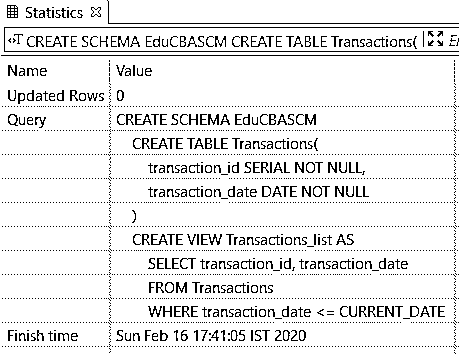 Statistics
CREATE SCHEMA EduCBASCM CREATE TABLE Transactions(
Name Value
Updated Rows 0
Query CREATE SCHEMA EduCBASCM
CREATE TABLE Transactions(
transaction_id SERIAL NOT NULL,
transaction_date DATE NOT NULL
)
CREATE VIEW Transactions_list AS
SELECT transaction_id, transaction_date
FROM Transactions
WHERE transaction_date <= CURRENT_DATE
Finish time Sun Feb 16 17:41:05 IST 2020